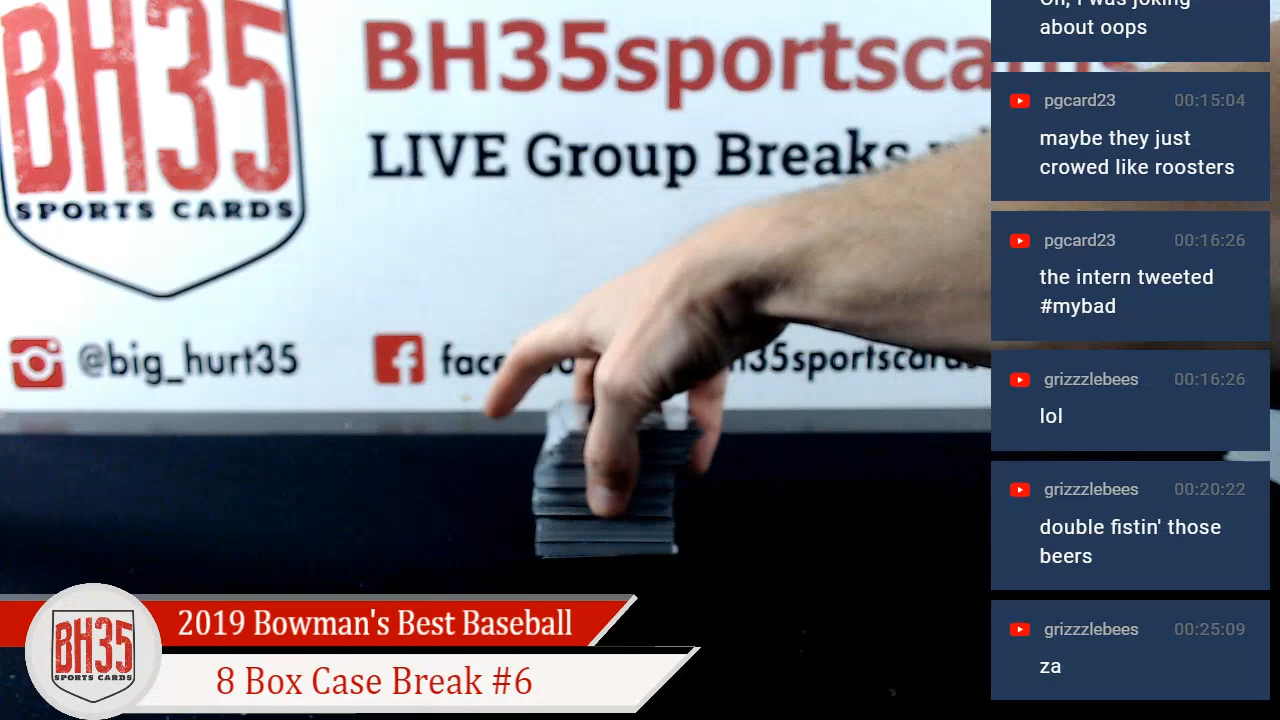 BH35
SPORTS CARDS
BH35sportsca
LIVE Group Breaks
@big_hurt35
h35sportscards
about oops
pgcard23 00:15:04
maybe they just
crowed like roosters
pgcard23 00:16:26
the intern tweeted
#mybad
grizzzlebees 00:16:26
lol
grizzzlebees 00:20:22
double fistin' those
beers
grizzzlebees 00:25:09
za
BH35
SPORTS CARDS
2019 Bowman's Best Baseball
8 Box Case Break #6